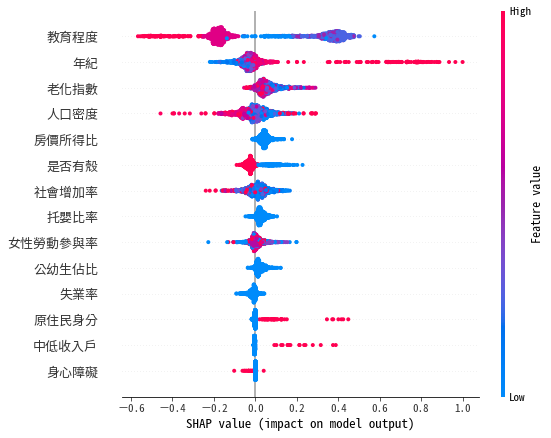 High
教育程度
年紀
老化指數
人口密度
房價所得比
是否有殼
社會增加率
托嬰比率
女性勞動參與率
公幼生佔比
失業率
原住民身分
中低收入戶
身心障礙
Feature value
Low
−0.6 −0.4 −0.2 0.0 0.2 0.4 0.6 0.8 1.0
SHAP value (impact on model output)